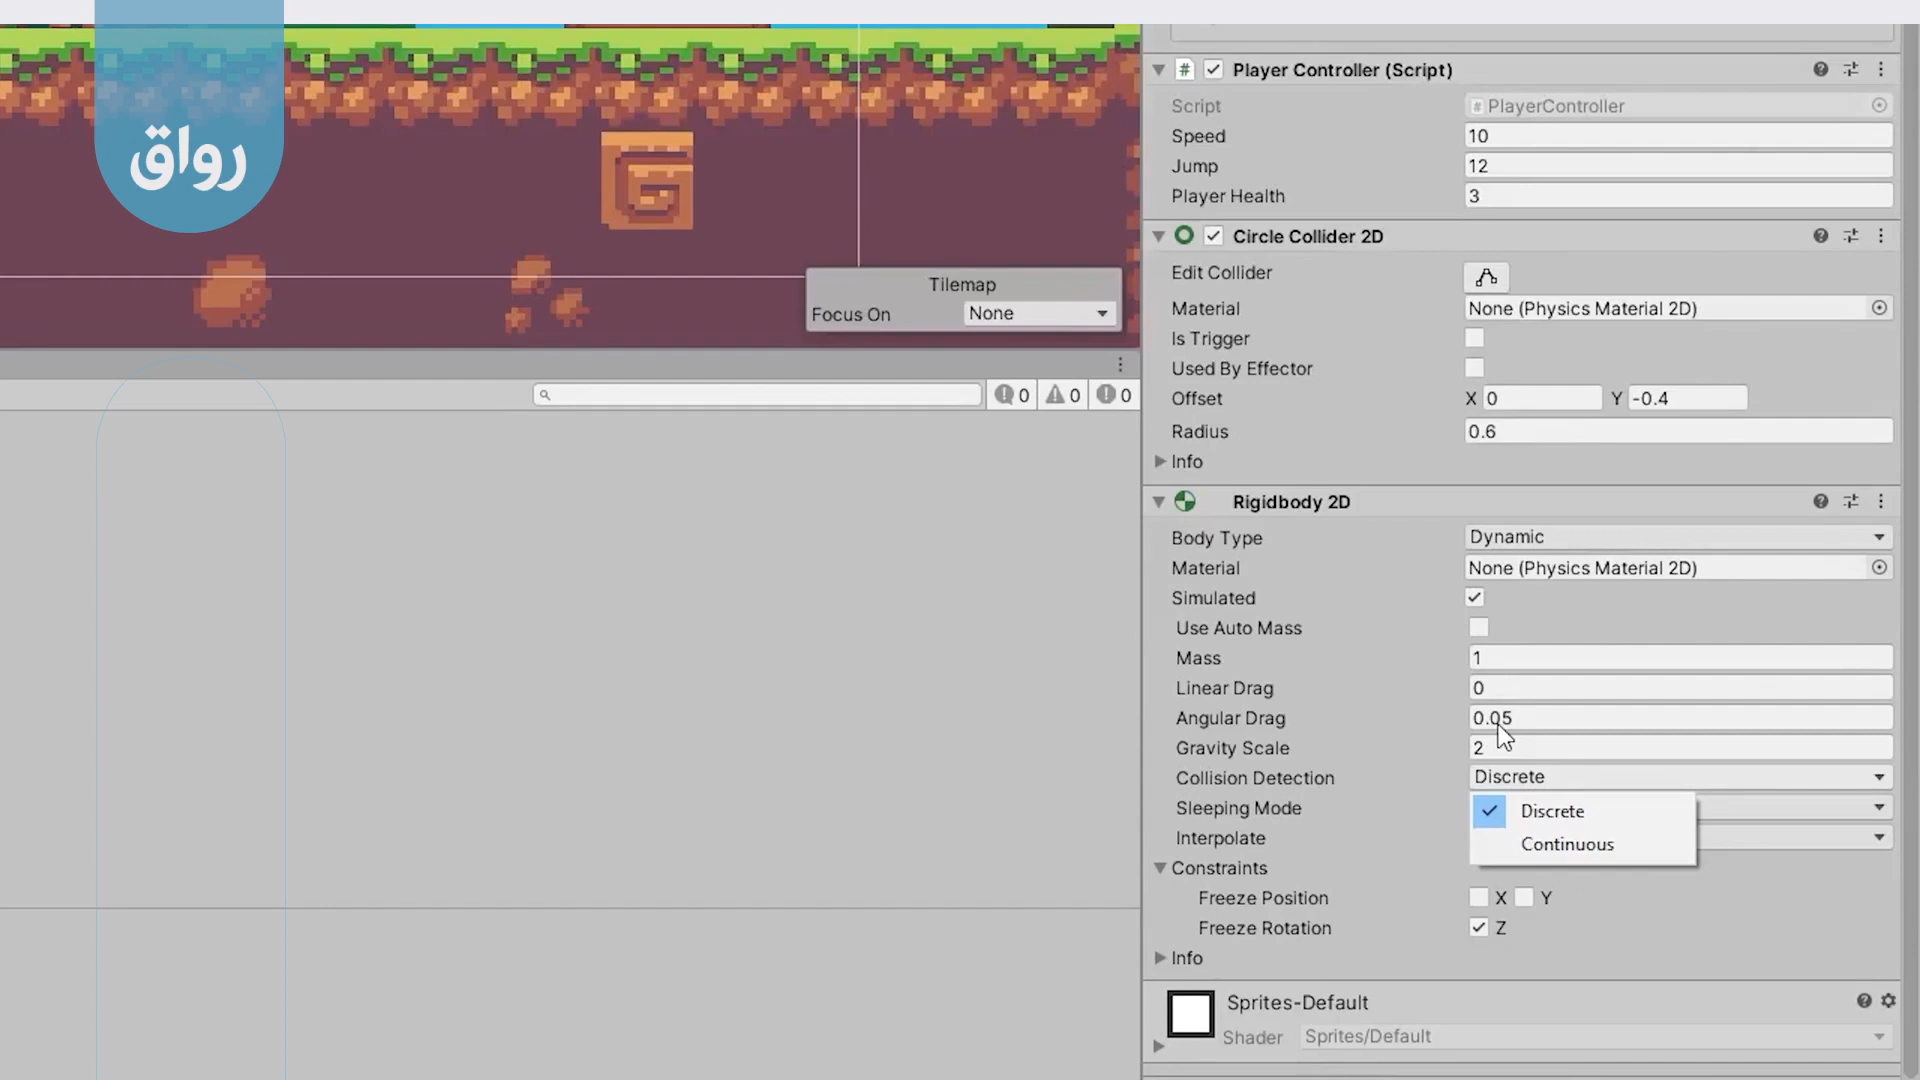 رواق
Tilemap
Focus On None
0 0 0
Player Controller (Script)
Script # PlayerController
Speed 10
Jump 12
Player Health 3
Circle Collider 2D
Edit Collider
Material None (Physics Material 2D)
Is Trigger
Used By Effector
Offset X 0 Y -0.4
Radius 0.6
Info
Rigidbody 2D
Body Type Dynamic
Material None (Physics Material 2D)
Simulated
Use Auto Mass
Mass 1
Linear Drag 0
Angular Drag 0.05
Gravity Scale 2
Collision Detection Discrete
Sleeping Mode
Discrete
Continuous
Interpolate
Constraints
Freeze Position X Y
Freeze Rotation Z
Info
Sprites-Default
Shader Sprites/Default